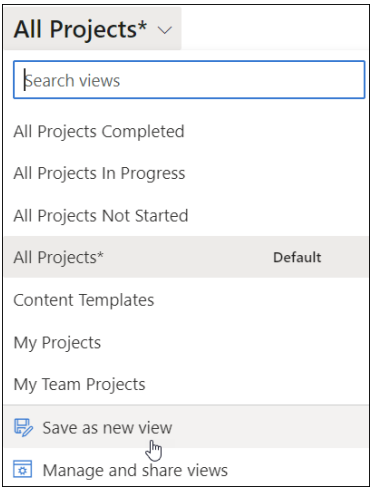 All Projects*
Search views
All Projects Completed
All Projects In Progress
All Projects Not Started
All Projects* Default
Content Templates
My Projects
My Team Projects
Save as new view
Manage and share views